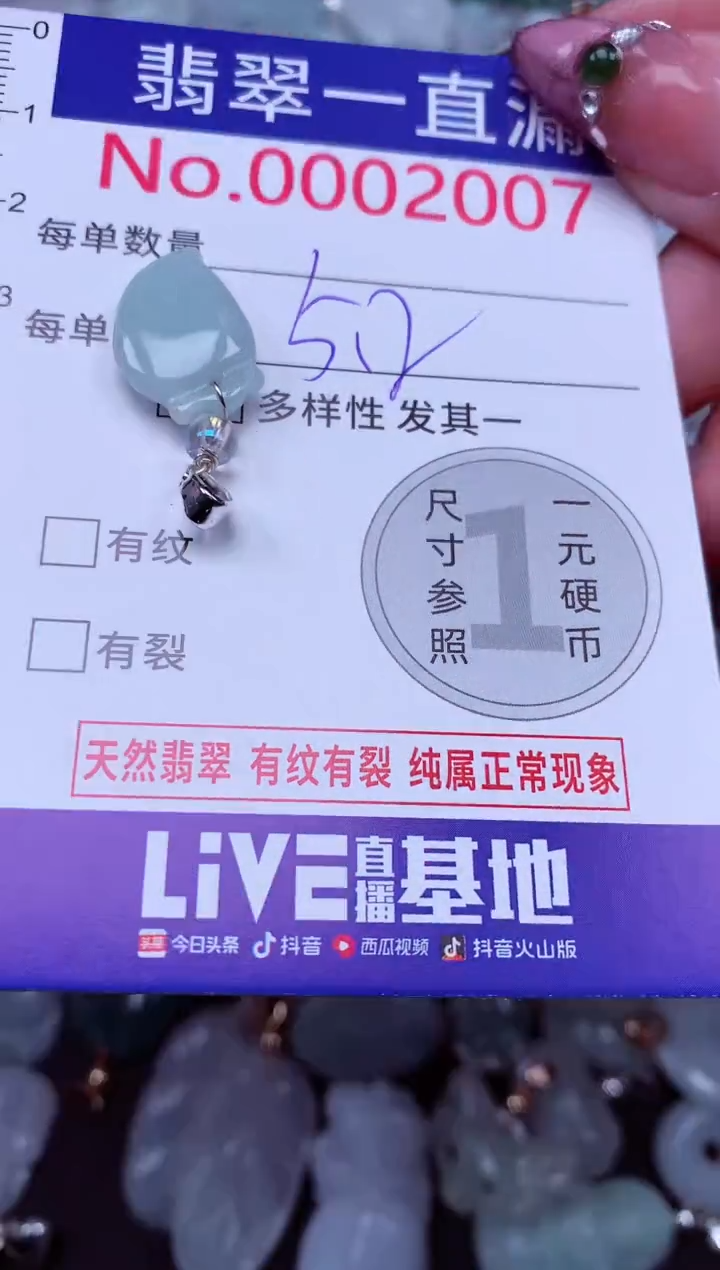 0
1
2
3
翡翠一直漏
No.0002007
每单数量
每单
52
多样性 发其一
有纹
有裂
尺寸参照
1
一元硬币
天然翡翠 有纹有裂 纯属正常现象
LiVE直播基地
头条 今日头条 抖音 西瓜视频 抖音火山版